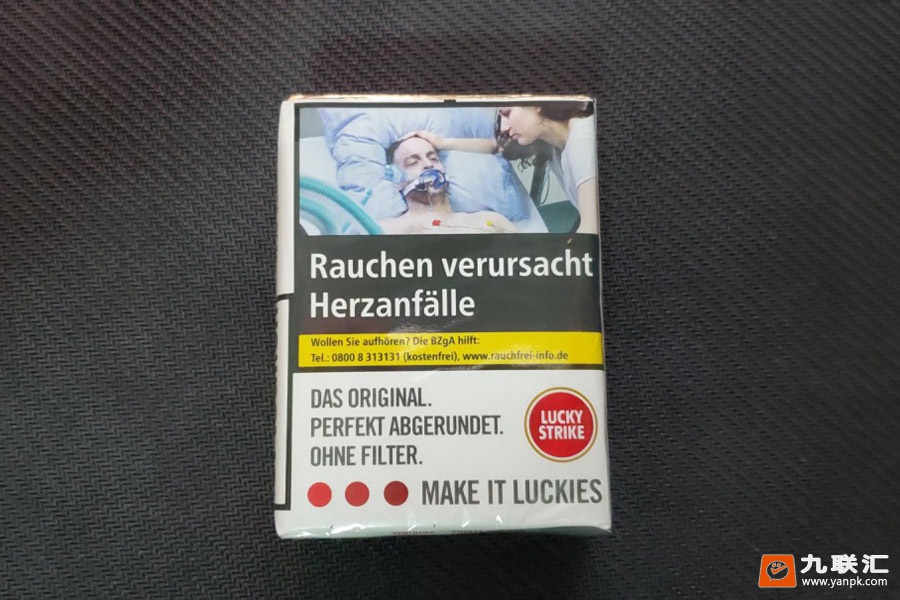 Rauchen verursacht
Herzanfälle
Wollen Sie aufhören? Die BZgA hilft:
Tel.: 0800 8 313131 (kostenfrei), www.rauchfrei-info.de
DAS ORIGINAL.
PERFEKT ABGERUNDET.
OHNE FILTER.
LUCKY
STRIKE
MAKE IT LUCKIES
九联汇
www.yanpk.com